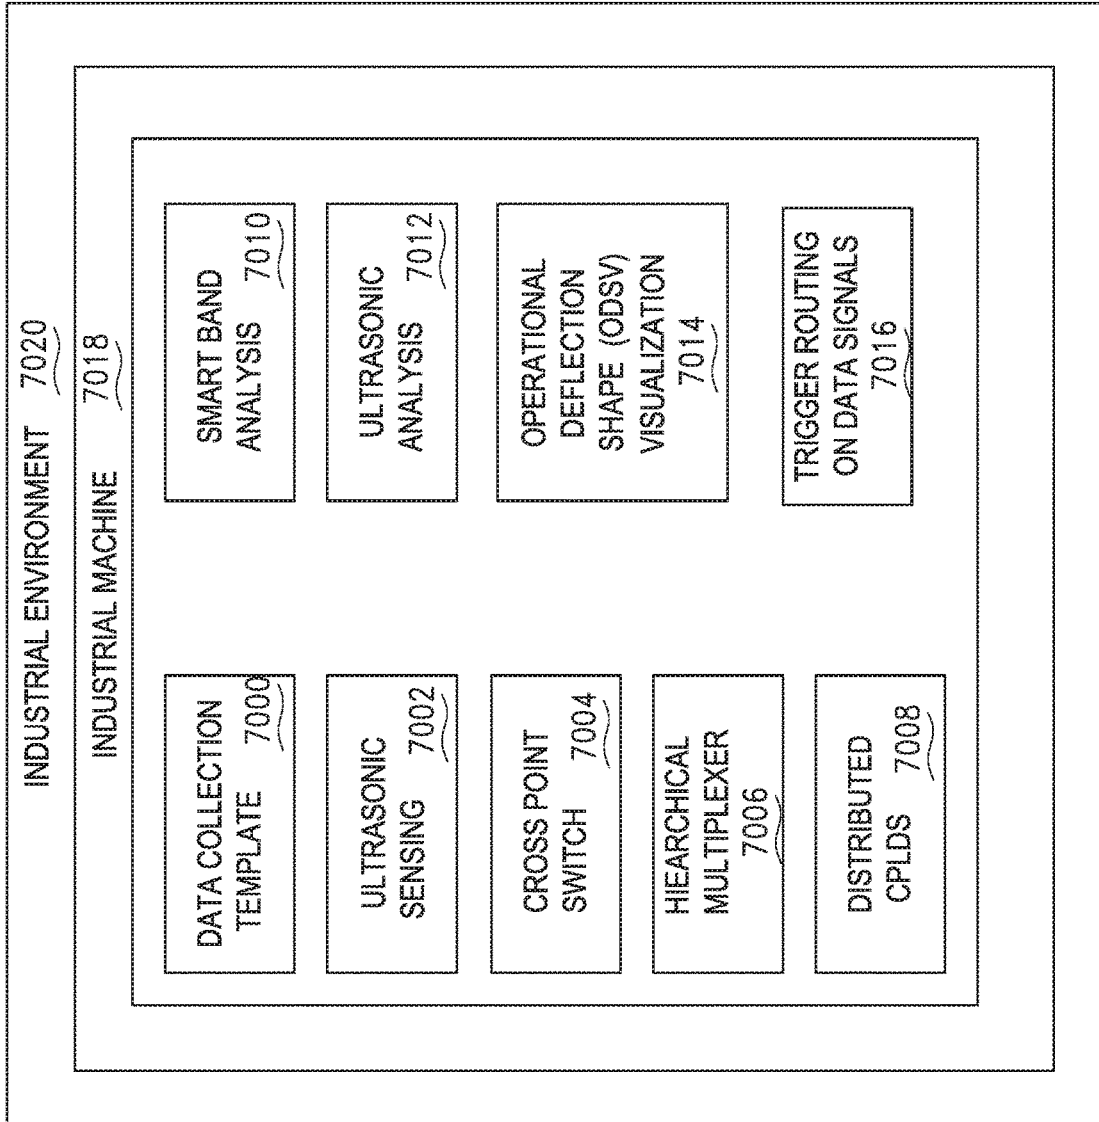 INDUSTRIAL ENVIRONMENT 7020
INDUSTRIAL MACHINE 7018
DATA COLLECTION
TEMPLATE 7000
ULTRASONIC
SENSING 7002
CROSS POINT
SWITCH 7004
HIEARCHICAL
MULTIPLEXER
7006
DISTRIBUTED
CPLDS 7008
SMART BAND
ANALYSIS 7010
ULTRASONIC
ANALYSIS 7012
OPERATIONAL
DEFLECTION
SHAPE (ODSV)
VISUALIZATION
7014
TRIGGER ROUTING
ON DATA SIGNALS
7016